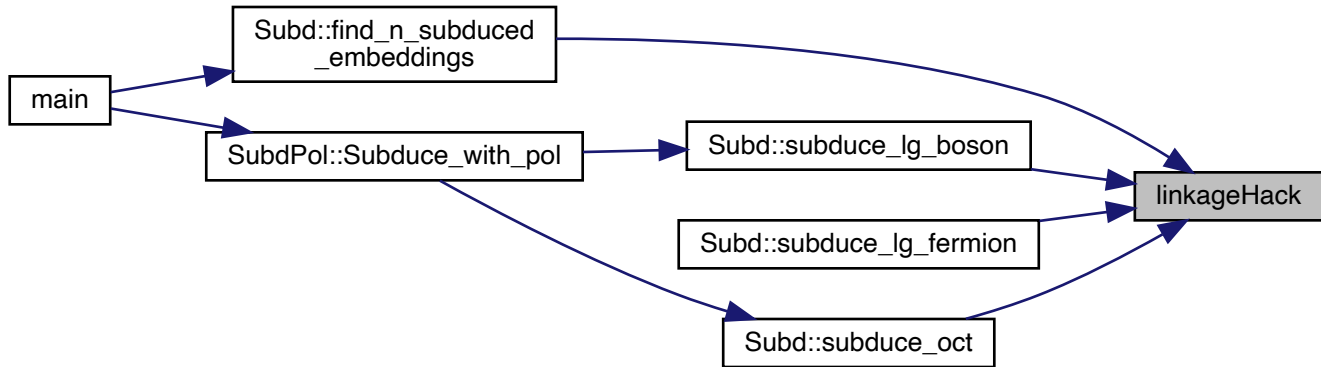 Subd::find_n_subduced
_embeddings
main
SubdPol::Subduce_with_pol
Subd::subduce_lg_boson
linkageHack
Subd::subduce_lg_fermion
Subd::subduce_oct